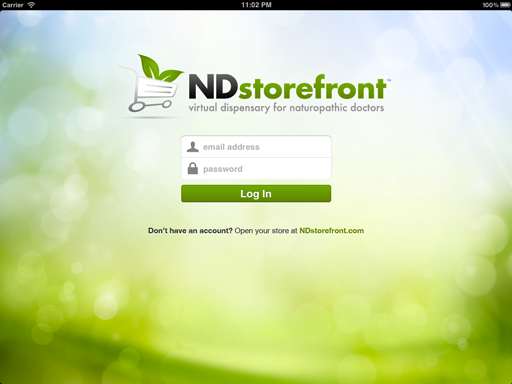 Carrier 11:02 PM 100%
NDstorefront™
virtual dispensary for naturopathic doctors
email address
password
Log In
Don't have an account? Open your store at NDstorefront.com